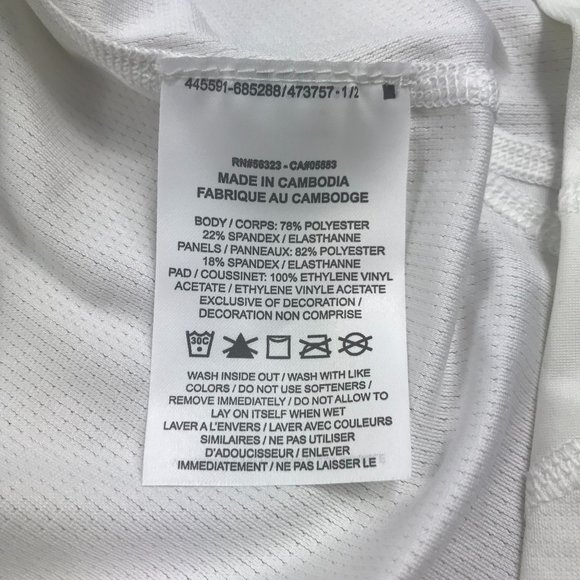 445591-685288/473757-1/2
RN#56323 - CA#05553
MADE IN CAMBODIA
FABRIQUE AU CAMBODGE
BODY / CORPS: 78% POLYESTER
22% SPANDEX / ELASTHANNE
PANELS / PANNEAUX: 82% POLYESTER
18% SPANDEX / ELASTHANNE
PAD / COUSSINET: 100% ETHYLENE VINYL
ACETATE / ETHYLENE VINYLE ACETATE
EXCLUSIVE OF DECORATION /
DECORATION NON COMPRISE
30C
WASH INSIDE OUT / WASH WITH LIKE
COLORS / DO NOT USE SOFTENERS /
REMOVE IMMEDIATELY / DO NOT ALLOW TO
LAY ON ITSELF WHEN WET
LAVER A L'ENVERS / LAVER AVEC COULEURS
SIMILAIRES / NE PAS UTILISER
D'ADOUCISSEUR / ENLEVER
IMMEDIATEMENT / NE PAS LAISSER LE